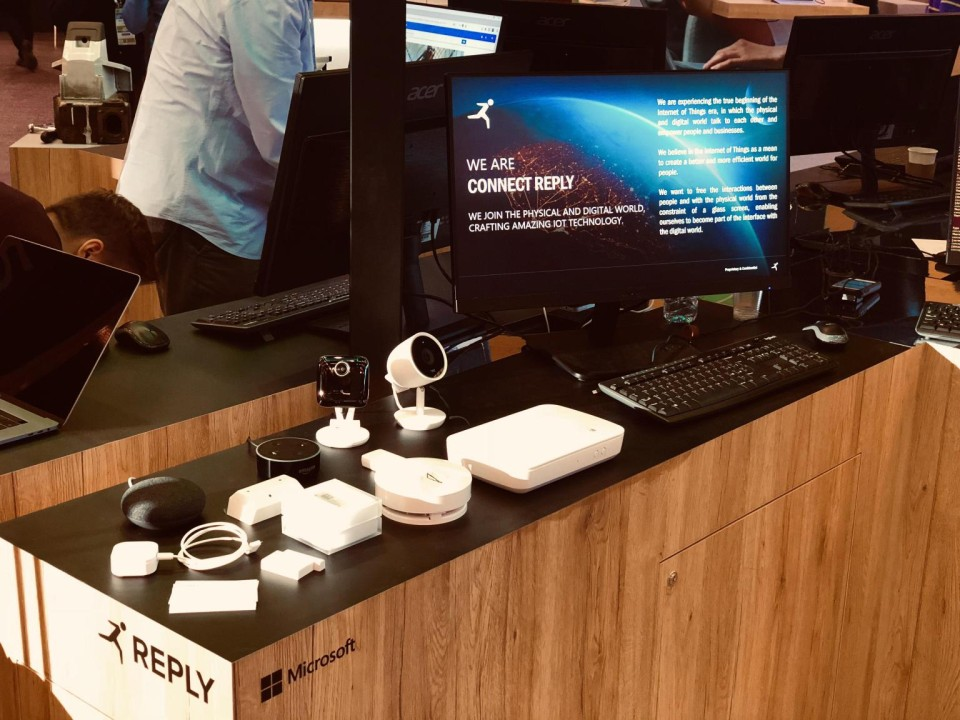 acer
acer
acer
WE ARE
CONNECT REPLY
WE JOIN THE PHYSICAL AND DIGITAL WORLD,
CRAFTING AMAZING IOT TECHNOLOGY.
We are experiencing the true beginning of the
Internet of Things era, in which the physical
and digital world talk to each other and
empower people and businesses.
We believe in the Internet of Things as a mean
to create a better and more efficient world for
people.
We want to free the interactions between
people and with the physical world from the
constraint of a glass screen, enabling
ourselves to become part of the interface with
the digital world.
Proprietary & Confidential
REPLY
Microsoft